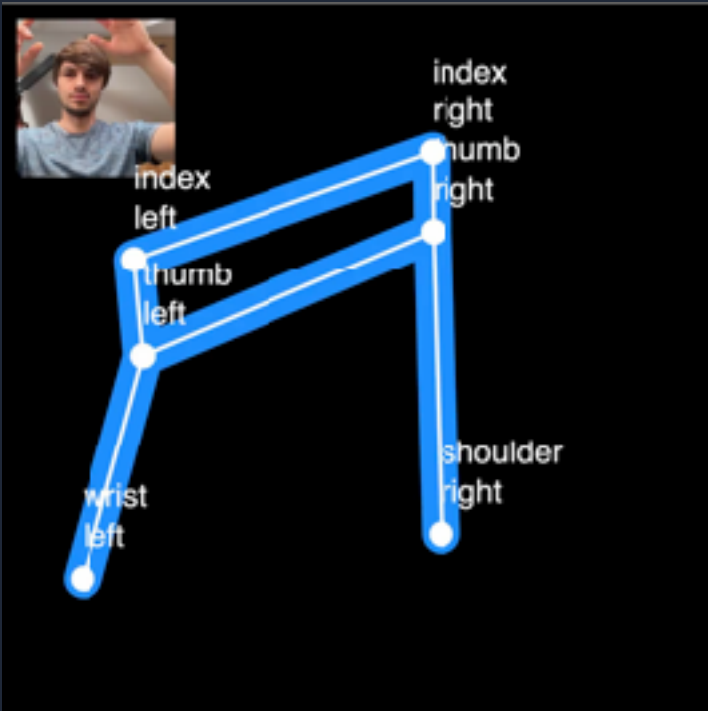 index
right
thumb
right
index
left
thumb
left
shoulder
right
wrist
left